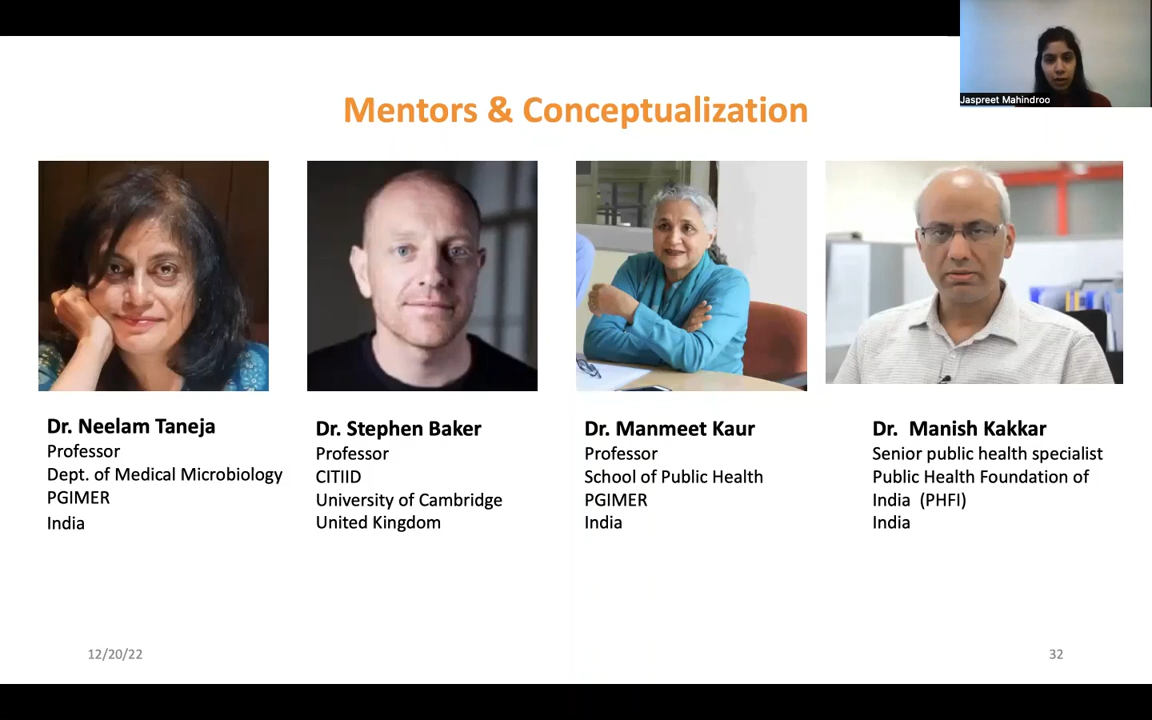 Jaspreet Mahindroo
Mentors & Conceptualization
Dr. Neelam Taneja
Professor
Dept. of Medical Microbiology
PGIMER
India
Dr. Stephen Baker
Professor
CITIID
University of Cambridge
United Kingdom
Dr. Manmeet Kaur
Professor
School of Public Health
PGIMER
India
Dr. Manish Kakkar
Senior public health specialist
Public Health Foundation of
India (PHFI)
India
12/20/22
32